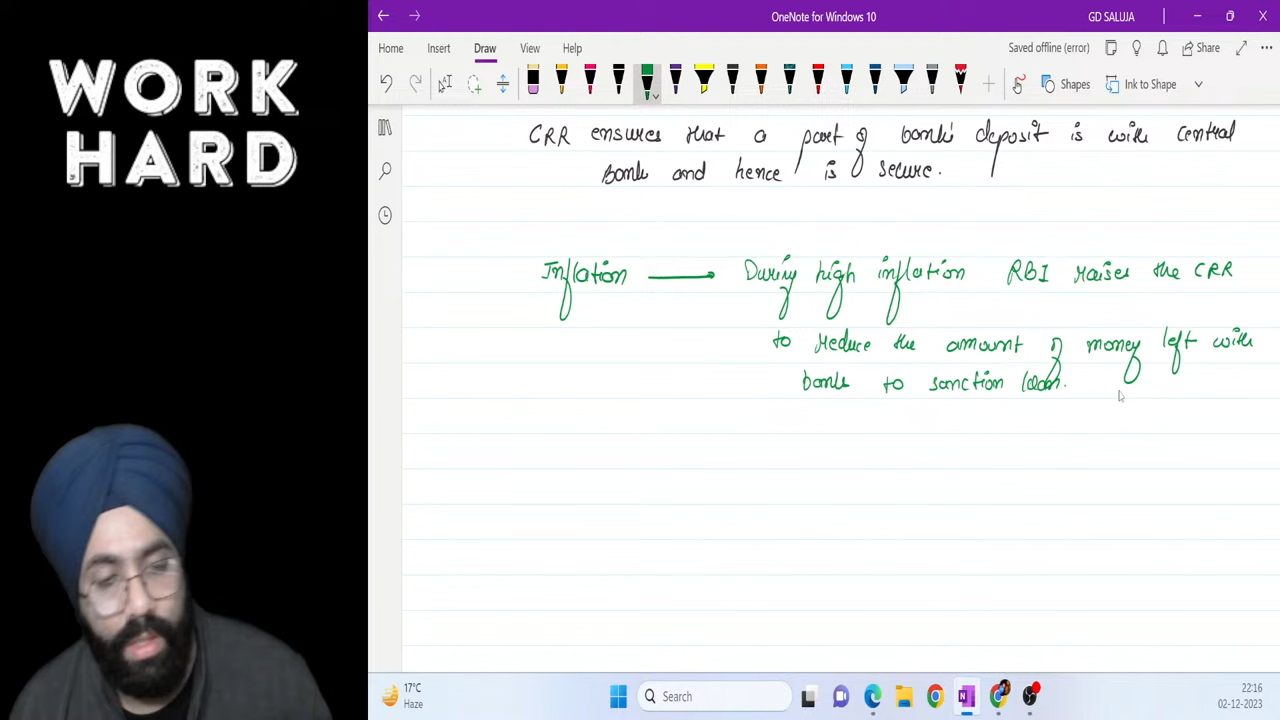 WORK
HARD
OneNote for Windows 10
GD SALUJA
Home Insert Draw View Help
Saved offline (error)
Share
Shapes
Ink to Shape
CRR ensures that a part of bank's deposit is with central
Bank and hence is secure.
Inflation → During high inflation RBI raises the CRR
to reduce the amount of money left with
bank to sanction loan.
17°C
Haze
Search
22:16
02-12-2023